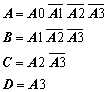 A = A0 A̅1̅ A̅2̅ A̅3̅
B = A1 A̅2̅ A̅3̅
C = A2 A̅3̅
D = A3